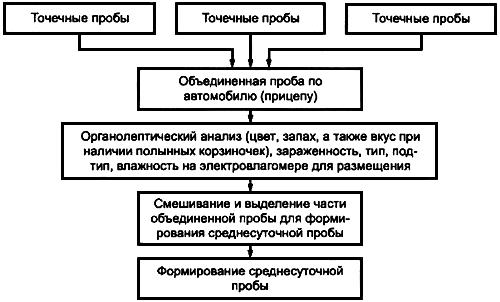 Точечные пробы
Точечные пробы
Точечные пробы
Объединенная проба по
автомобилю (прицепу)
Органолептический анализ (цвет, запах, а также вкус при
наличии полынных корзиночек), зараженность, тип, под-
тип, влажность на электровлагомере для размещения
Смешивание и выделение части
объединенной пробы для форми-
рования среднесуточной пробы
Формирование среднесуточной
пробы